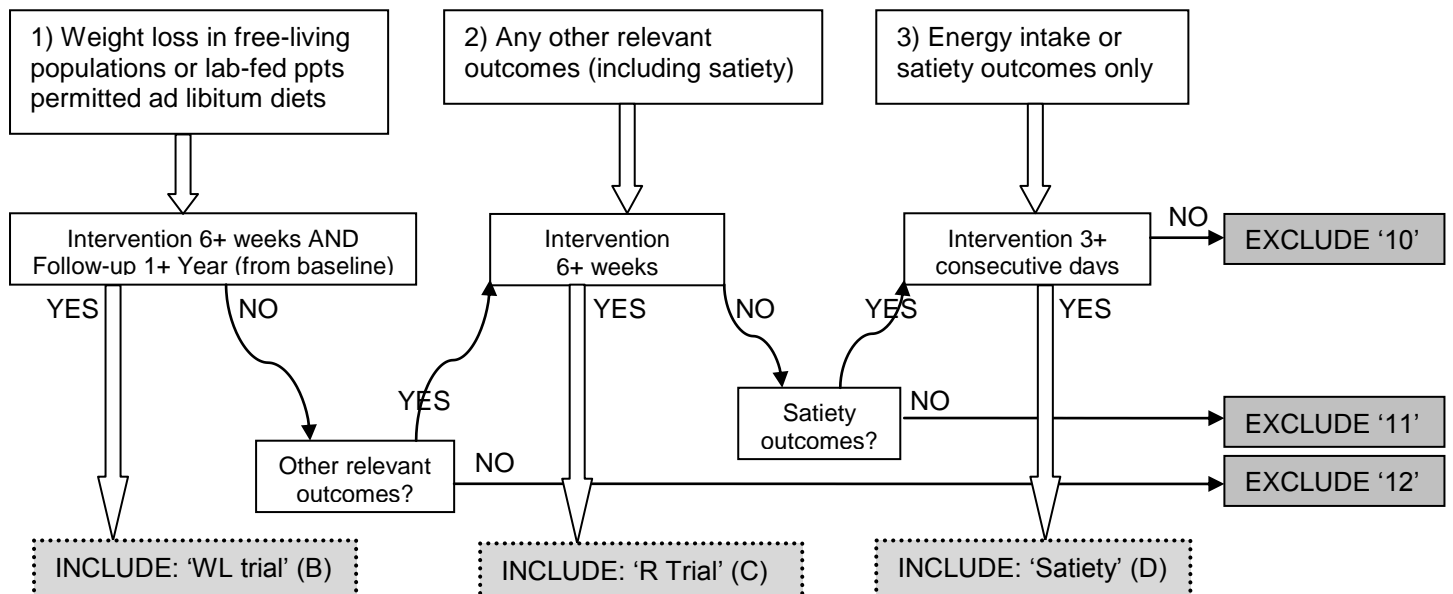 1) Weight loss in free-living
populations or lab-fed ppts
permitted ad libitum diets
2) Any other relevant
outcomes (including satiety)
3) Energy intake or
satiety outcomes only
Intervention 6+ weeks AND
Follow-up 1+ Year (from baseline)
Intervention
6+ weeks
Intervention 3+
consecutive days
NO
EXCLUDE ‘10’
YES
NO
YES
NO
YES
YES
YES
Satiety
outcomes?
NO
EXCLUDE ‘11’
Other relevant
outcomes?
NO
EXCLUDE ‘12’
INCLUDE: ‘WL trial’ (B)
INCLUDE: ‘R Trial’ (C)
INCLUDE: ‘Satiety’ (D)